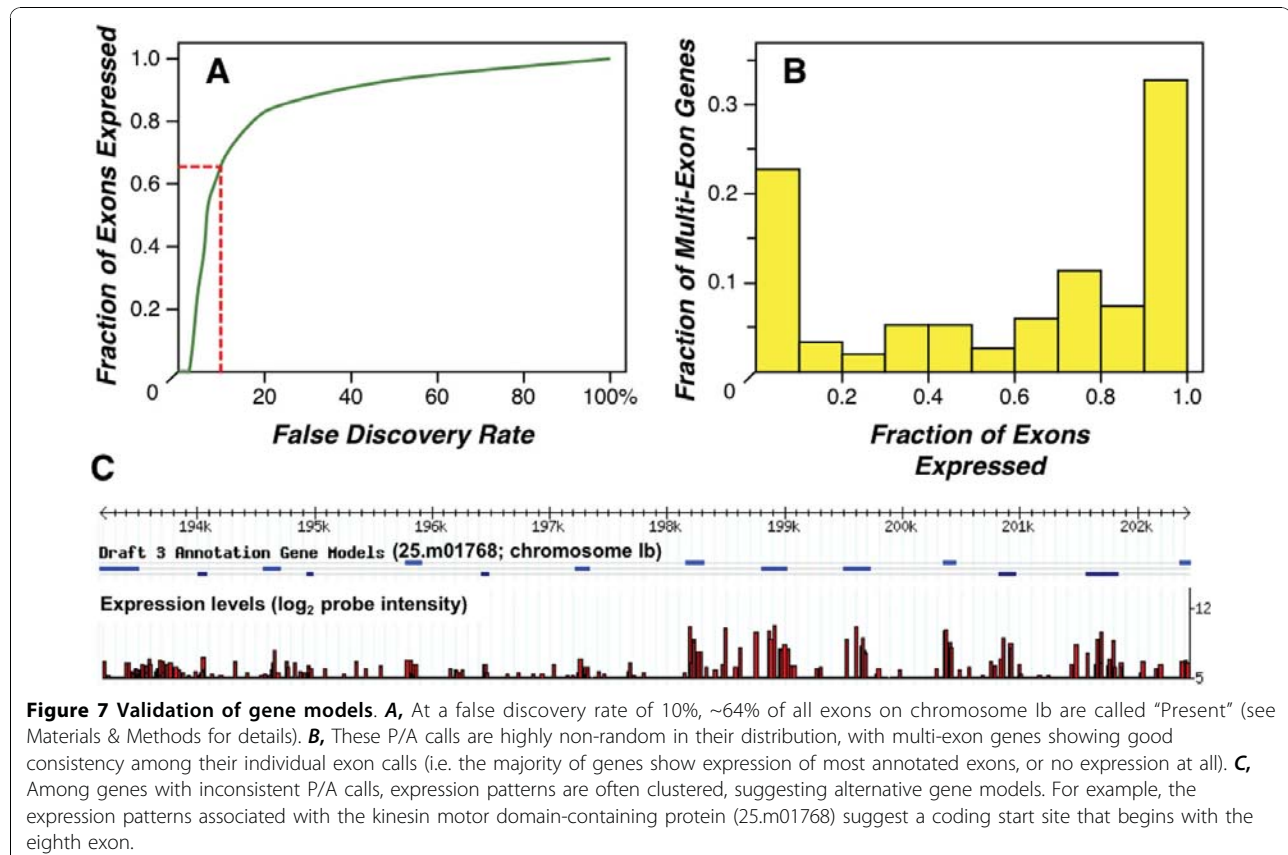 A
Fraction of Exons Expressed
1.0
0.8
0.6
0.4
0.2
0
20
40
60
80
100%
False Discovery Rate
B
Fraction of Multi-Exon Genes
0.3
0.2
0.1
0
0.2
0.4
0.6
0.8
1.0
Fraction of Exons
Expressed
C
194k 195k 196k 197k 198k 199k 200k 201k 202k
Draft 3 Annotation Gene Models (25.m01768; chromosome Ib)
Expression levels (log₂ probe intensity)
12
5
Figure 7 Validation of gene models. A, At a false discovery rate of 10%, ~64% of all exons on chromosome Ib are called "Present" (see
Materials & Methods for details). B, These P/A calls are highly non-random in their distribution, with multi-exon genes showing good
consistency among their individual exon calls (i.e. the majority of genes show expression of most annotated exons, or no expression at all). C,
Among genes with inconsistent P/A calls, expression patterns are often clustered, suggesting alternative gene models. For example, the
expression patterns associated with the kinesin motor domain-containing protein (25.m01768) suggest a coding start site that begins with the
eighth exon.